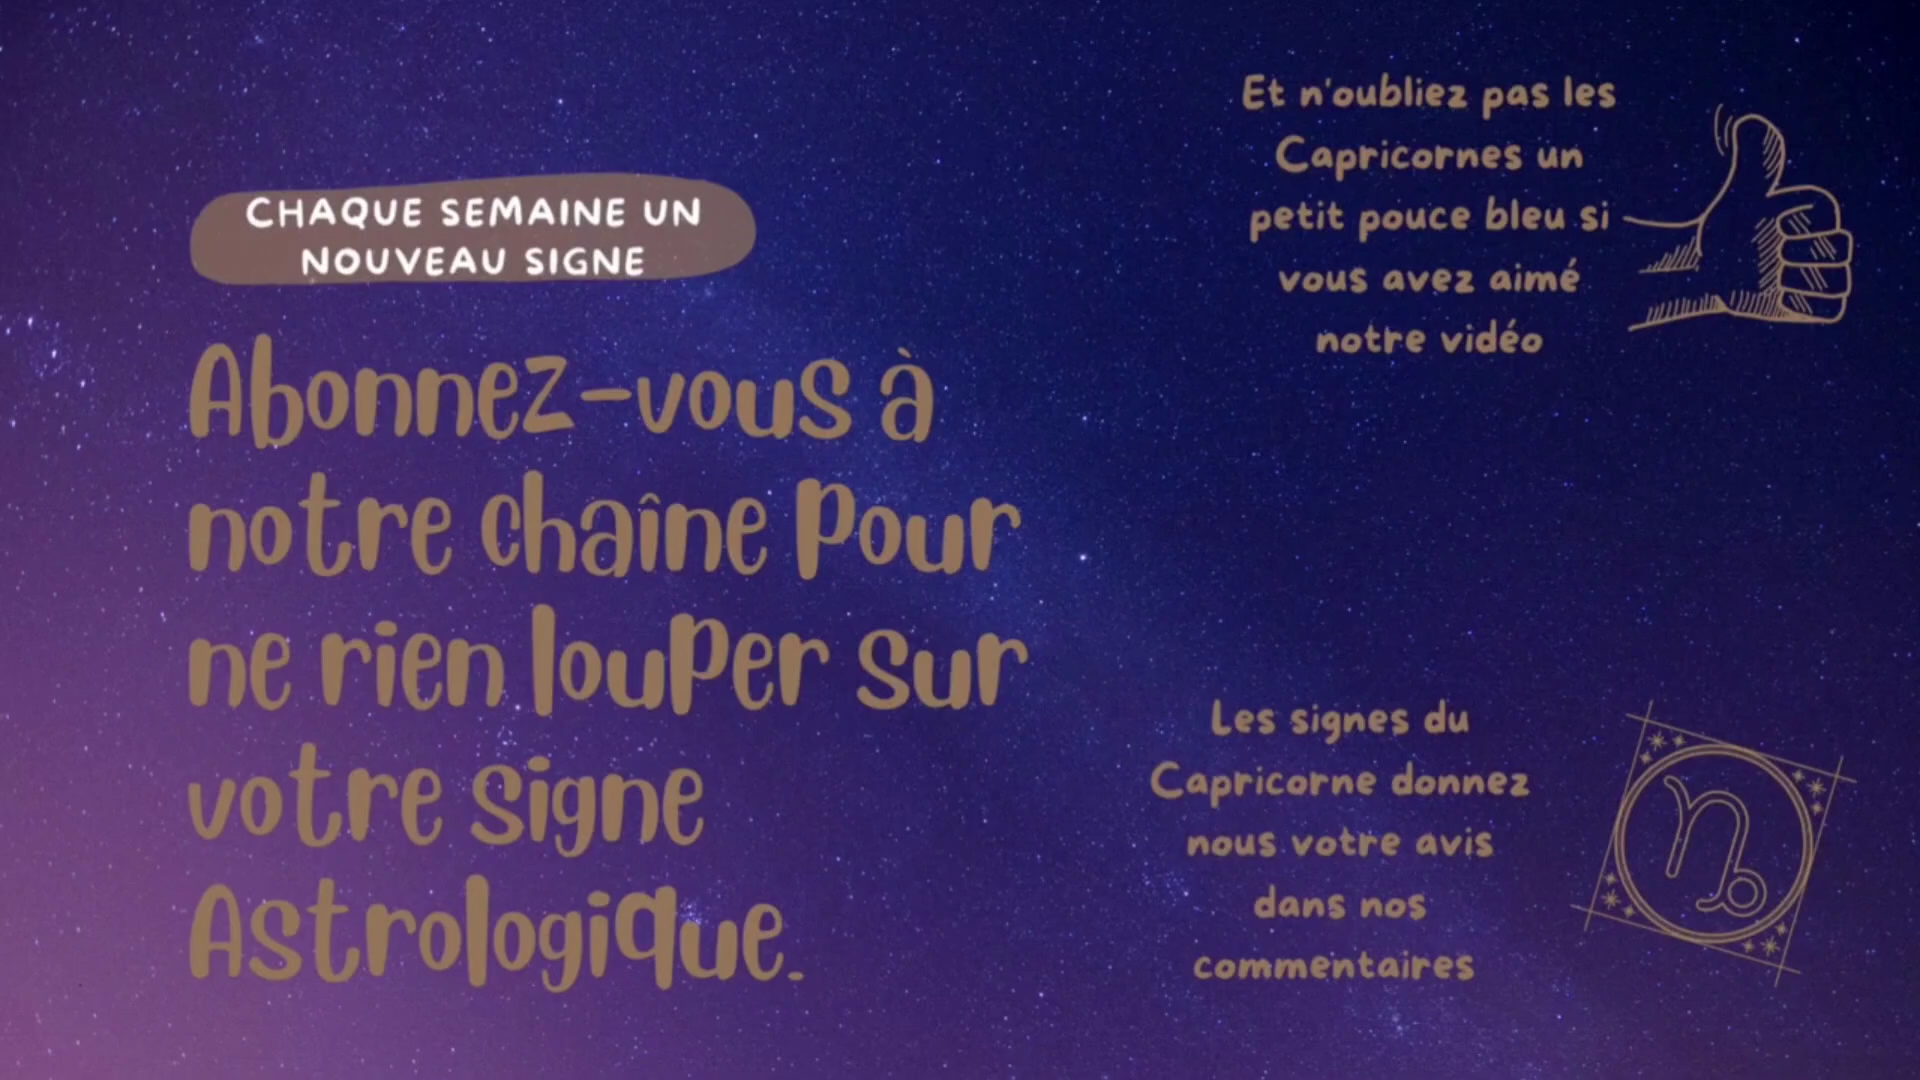 CHAQUE SEMAINE UN
NOUVEAU SIGNE
Abonnez-vous à
notre chaîne pour
ne rien louper sur
votre signe
Astrologique.
Et n'oubliez pas les
Capricornes un
petit pouce bleu si
vous avez aimé
notre vidéo
Les signes du
Capricorne donnez
nous votre avis
dans nos
commentaires